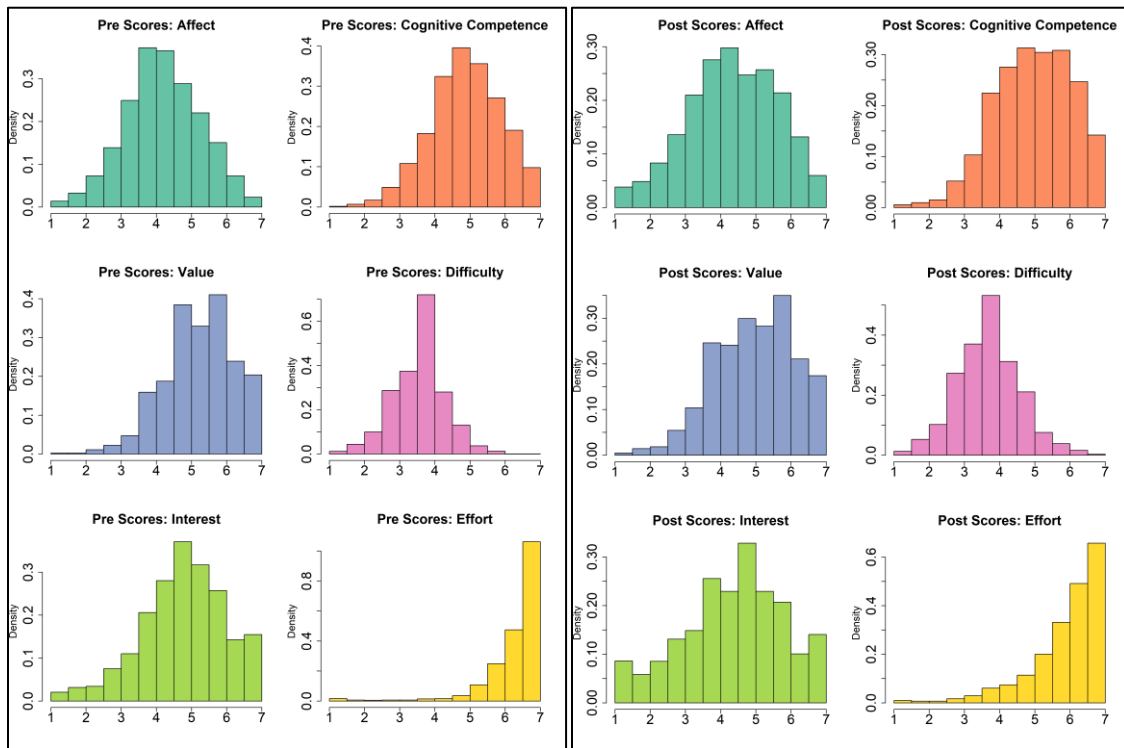 Pre Scores: Affect
Density
0.0 0.1 0.2 0.3
1 2 3 4 5 6 7
Pre Scores: Cognitive Competence
Density
0.0 0.1 0.2 0.3 0.4
1 2 3 4 5 6 7
Pre Scores: Value
Density
0.0 0.1 0.2 0.3 0.4
1 2 3 4 5 6 7
Pre Scores: Difficulty
Density
0.0 0.2 0.4 0.6
1 2 3 4 5 6 7
Pre Scores: Interest
Density
0.0 0.1 0.2 0.3
1 2 3 4 5 6 7
Pre Scores: Effort
Density
0.0 0.4 0.8
1 2 3 4 5 6 7
Post Scores: Affect
Density
0.00 0.10 0.20 0.30
1 2 3 4 5 6 7
Post Scores: Cognitive Competence
Density
0.00 0.10 0.20 0.30
1 2 3 4 5 6 7
Post Scores: Value
Density
0.00 0.10 0.20 0.30
1 2 3 4 5 6 7
Post Scores: Difficulty
Density
0.0 0.2 0.4
1 2 3 4 5 6 7
Post Scores: Interest
Density
0.00 0.10 0.20 0.30
1 2 3 4 5 6 7
Post Scores: Effort
Density
0.0 0.2 0.4 0.6
1 2 3 4 5 6 7